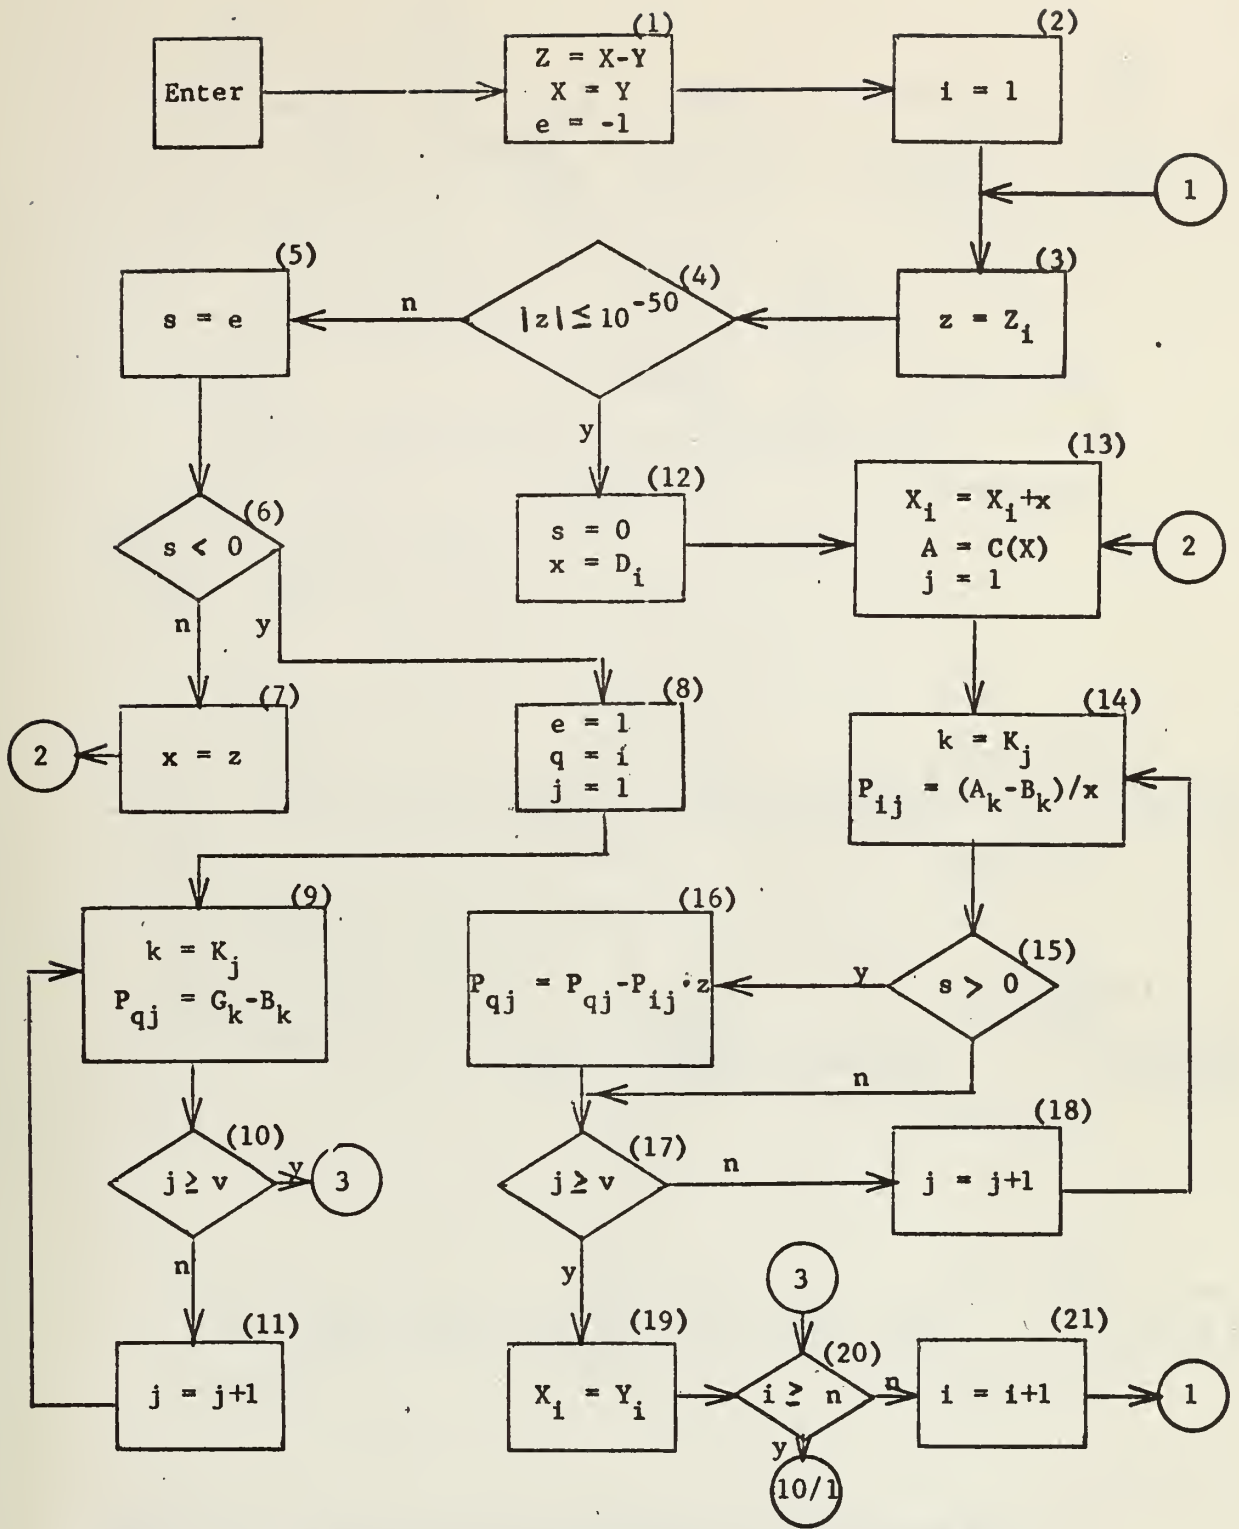 Enter
(1)
Z = X-Y
X = Y
e = -1
(2)
i = 1
1
(3)
z = Z_i
(4)
|z| ≤ 10^-50
n
y
(5)
s = e
(6)
s < 0
n
y
(7)
x = z
2
(8)
e = 1
q = i
j = 1
(9)
k = K_j
P_qj = G_k-B_k
(10)
j ≥ v
y
3
n
(11)
j = j+1
(12)
s = 0
x = D_i
(13)
X_i = X_i+x
A = C(X)
j = 1
2
(14)
k = K_j
P_ij = (A_k-B_k)/x
(15)
s > 0
y
n
(16)
P_qj = P_qj-P_ij·z
(17)
j ≥ v
n
y
(18)
j = j+1
(19)
X_i = Y_i
3
(20)
i ≥ n
n
y
10/1
(21)
i = i+1
1